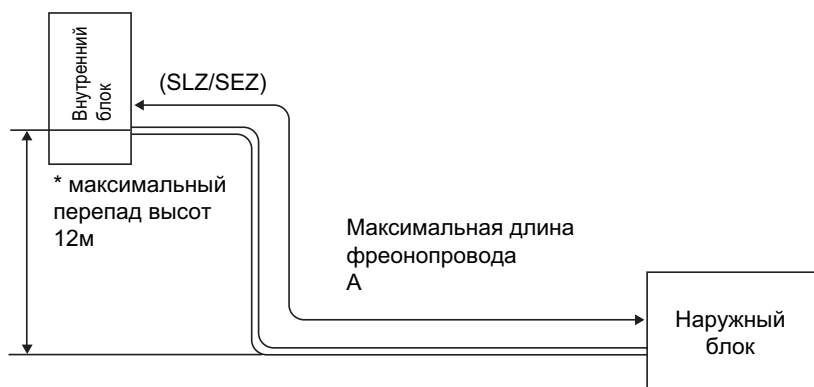 Внутренний
блок
(SLZ/SEZ)
* максимальный
перепад высот
12м
Максимальная длина
фреонопровода
А
Наружный
блок